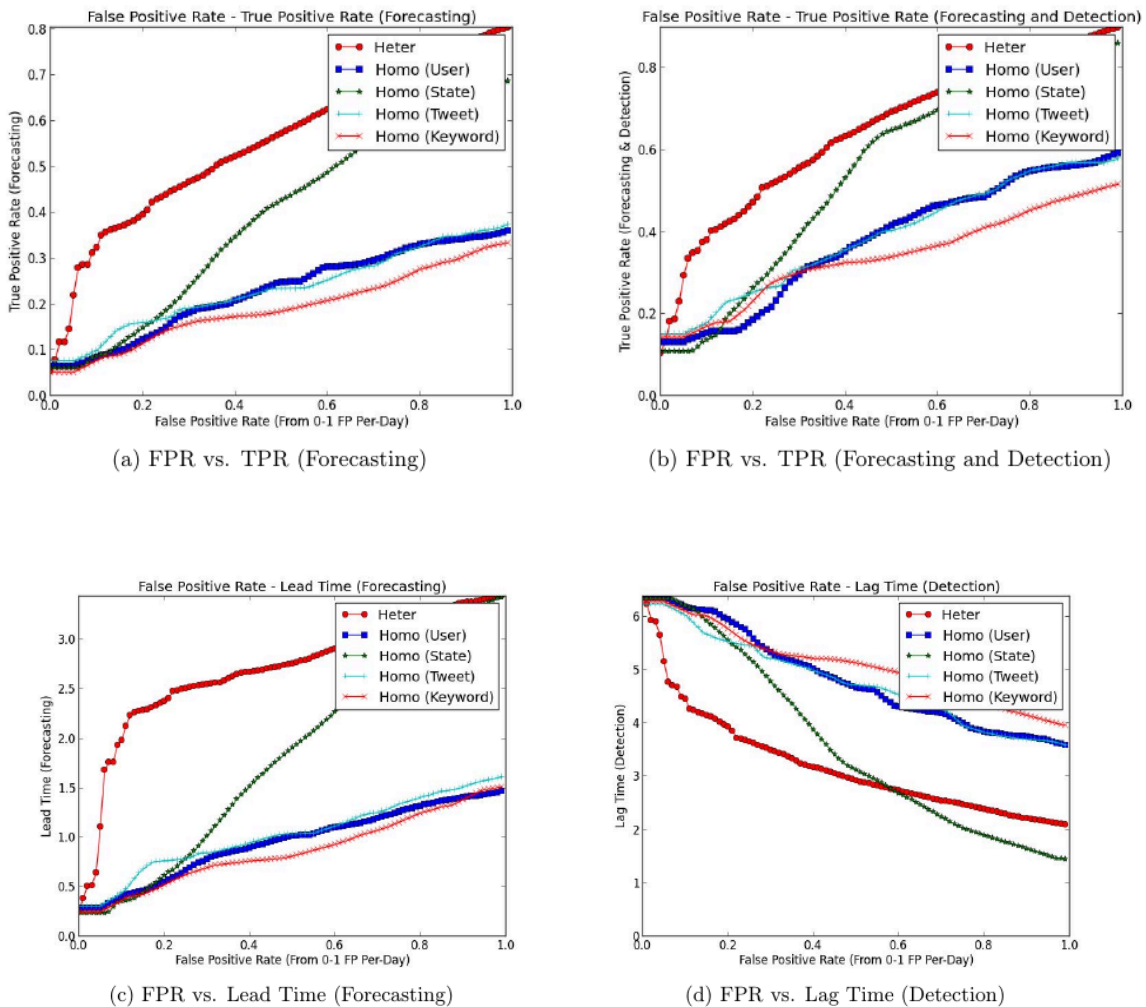 False Positive Rate - True Positive Rate (Forecasting)
0.8
0.7
0.6
0.5
0.4
0.3
0.2
0.1
0.0
True Positive Rate (Forecasting)
Heter
Homo (User)
Homo (State)
Homo (Tweet)
Homo (Keyword)
0.0 0.2 0.4 0.6 0.8 1.0
False Positive Rate (From 0-1 FP Per-Day)
(a) FPR vs. TPR (Forecasting)
False Positive Rate - True Positive Rate (Forecasting and Detection)
0.8
0.6
0.4
0.2
0.0
True Positive Rate (Forecasting & Detection)
Heter
Homo (User)
Homo (State)
Homo (Tweet)
Homo (Keyword)
0.0 0.2 0.4 0.6 0.8 1.0
False Positive Rate (From 0-1 FP Per-Day)
(b) FPR vs. TPR (Forecasting and Detection)
False Positive Rate - Lead Time (Forecasting)
3.0
2.5
2.0
1.5
1.0
0.5
0.0
Lead Time (Forecasting)
Heter
Homo (User)
Homo (State)
Homo (Tweet)
Homo (Keyword)
0.0 0.2 0.4 0.6 0.8 1.0
False Positive Rate (From 0-1 FP Per-Day)
(c) FPR vs. Lead Time (Forecasting)
False Positive Rate - Lag Time (Detection)
6
5
4
3
2
1
0
Lag Time (Detection)
Heter
Homo (User)
Homo (State)
Homo (Tweet)
Homo (Keyword)
0.0 0.2 0.4 0.6 0.8 1.0
False Positive Rate (From 0-1 FP Per-Day)
(d) FPR vs. Lag Time (Detection)